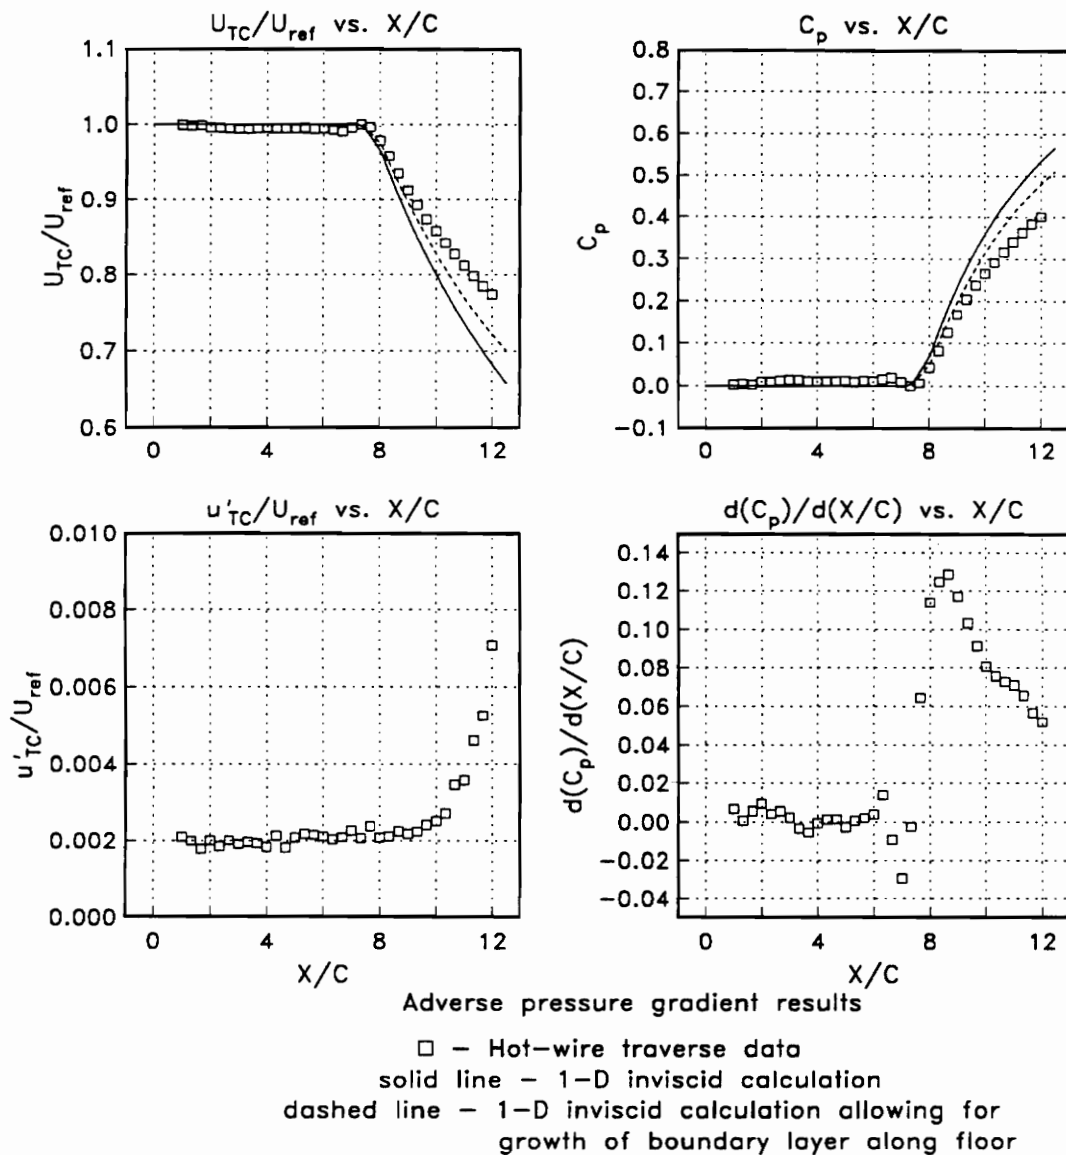 U_TC/U_ref vs. X/C
1.1
1.0
0.9
0.8
0.7
0.6
U_TC/U_ref
0 4 8 12
C_p vs. X/C
0.8
0.7
0.6
0.5
0.4
0.3
0.2
0.1
0.0
-0.1
C_p
0 4 8 12
u'_TC/U_ref vs. X/C
0.010
0.008
0.006
0.004
0.002
0.000
u'_TC/U_ref
0 4 8 12
X/C
d(C_p)/d(X/C) vs. X/C
0.14
0.12
0.10
0.08
0.06
0.04
0.02
0.00
-0.02
-0.04
d(C_p)/d(X/C)
0 4 8 12
X/C
Adverse pressure gradient results
□ – Hot-wire traverse data
solid line – 1-D inviscid calculation
dashed line – 1-D inviscid calculation allowing for
growth of boundary layer along floor